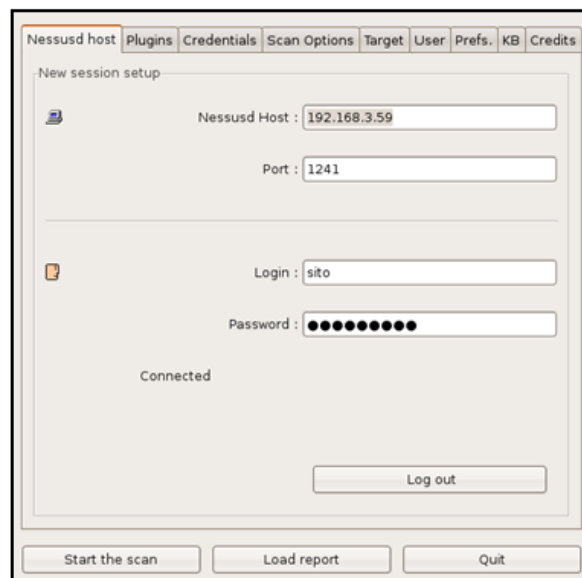 Nessusd host Plugins Credentials Scan Options Target User Prefs. KB Credits
New session setup
Nessusd Host : 192.168.3.59
Port : 1241
Login : sito
Password : ●●●●●●●●●
Connected
Log out
Start the scan Load report Quit